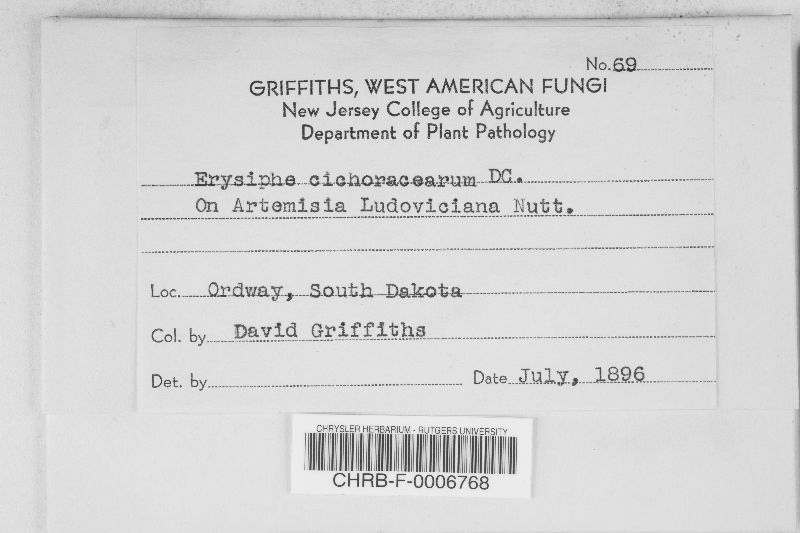 No. 69
GRIFFITHS, WEST AMERICAN FUNGI
New Jersey College of Agriculture
Department of Plant Pathology
Erysiphe cichoracearum DC.
On Artemisia Ludoviciana Nutt.
Loc. Ordway, South Dakota
Col. by David Griffiths
Det. by
Date July, 1896
CHRYSLER HERBARIUM - RUTGERS UNIVERSITY
CHRB-F-0006768